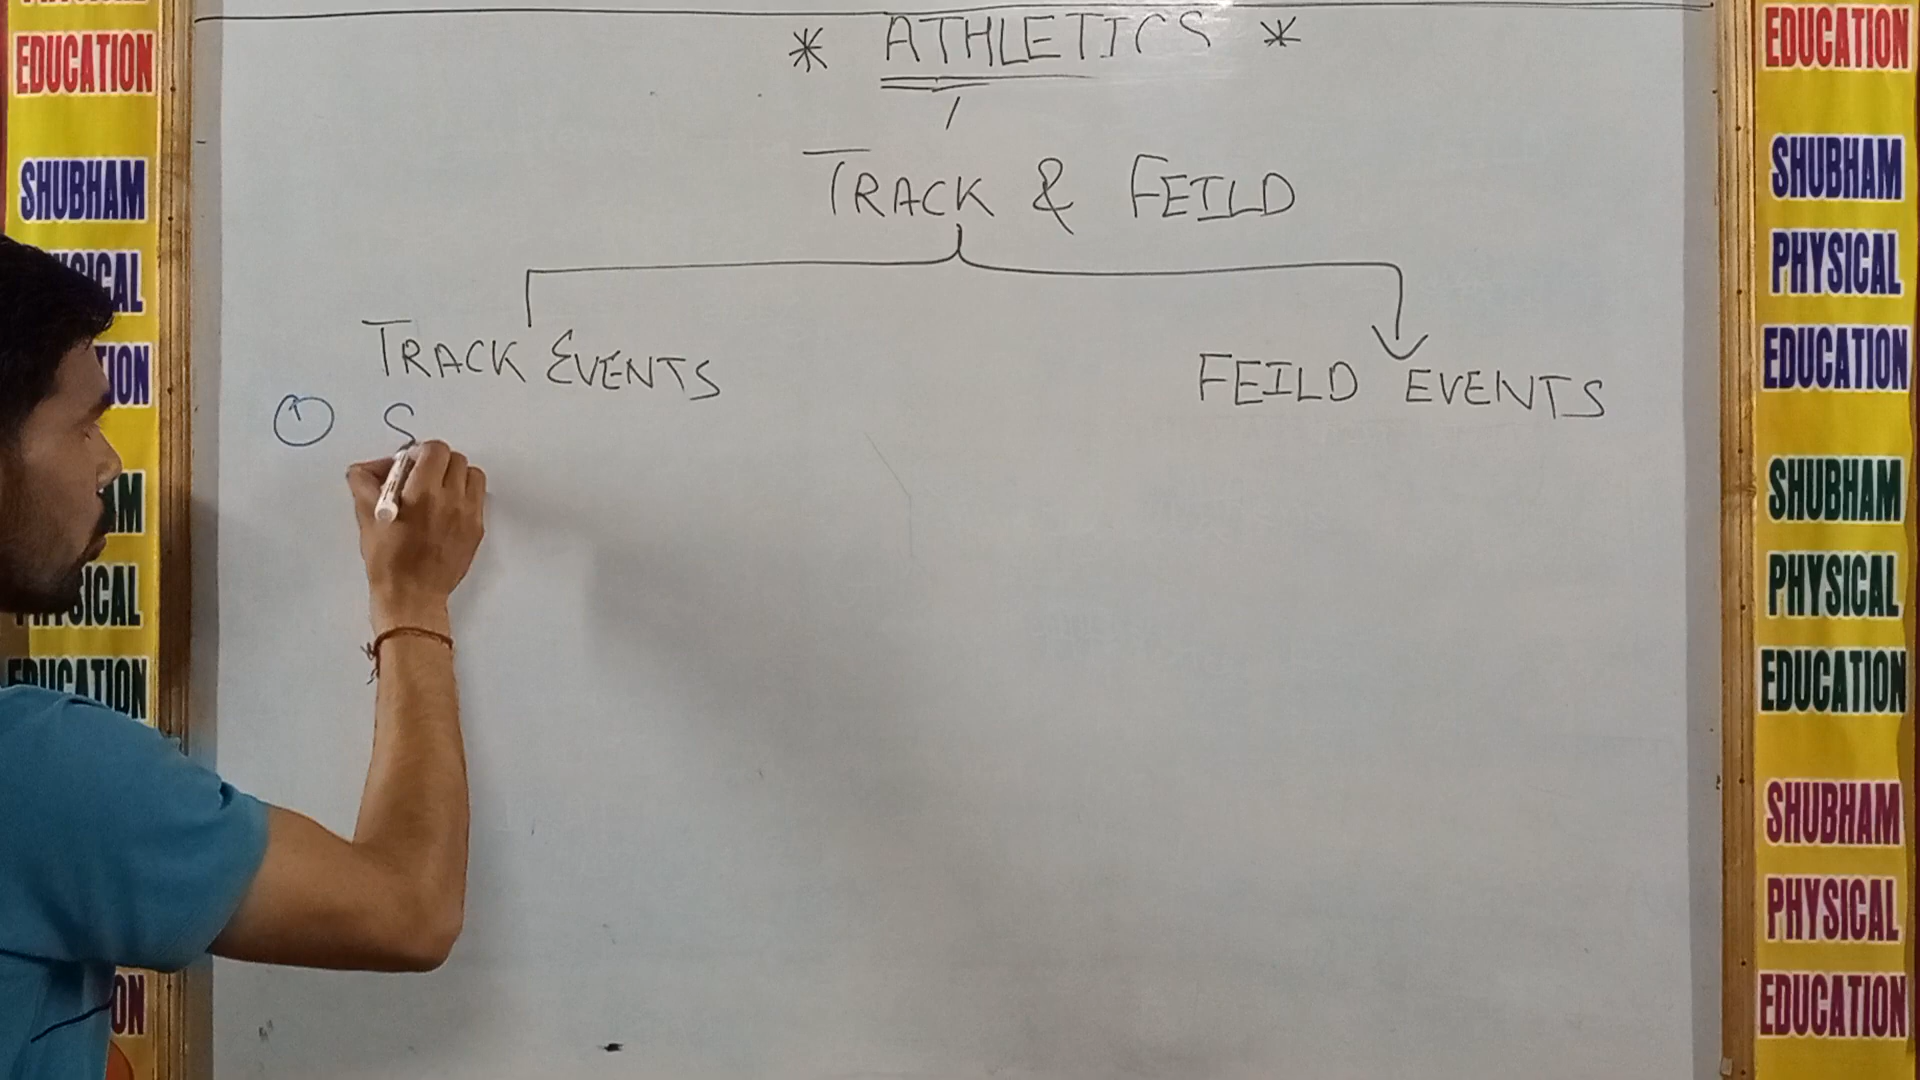 * ATHLETICS *
TRACK & FEILD
TRACK EVENTS
FEILD EVENTS
① S
EDUCATION
SHUBHAM
EDUCATION
SHUBHAM
PHYSICAL
EDUCATION
SHUBHAM
PHYSICAL
EDUCATION
SHUBHAM
PHYSICAL
EDUCATION